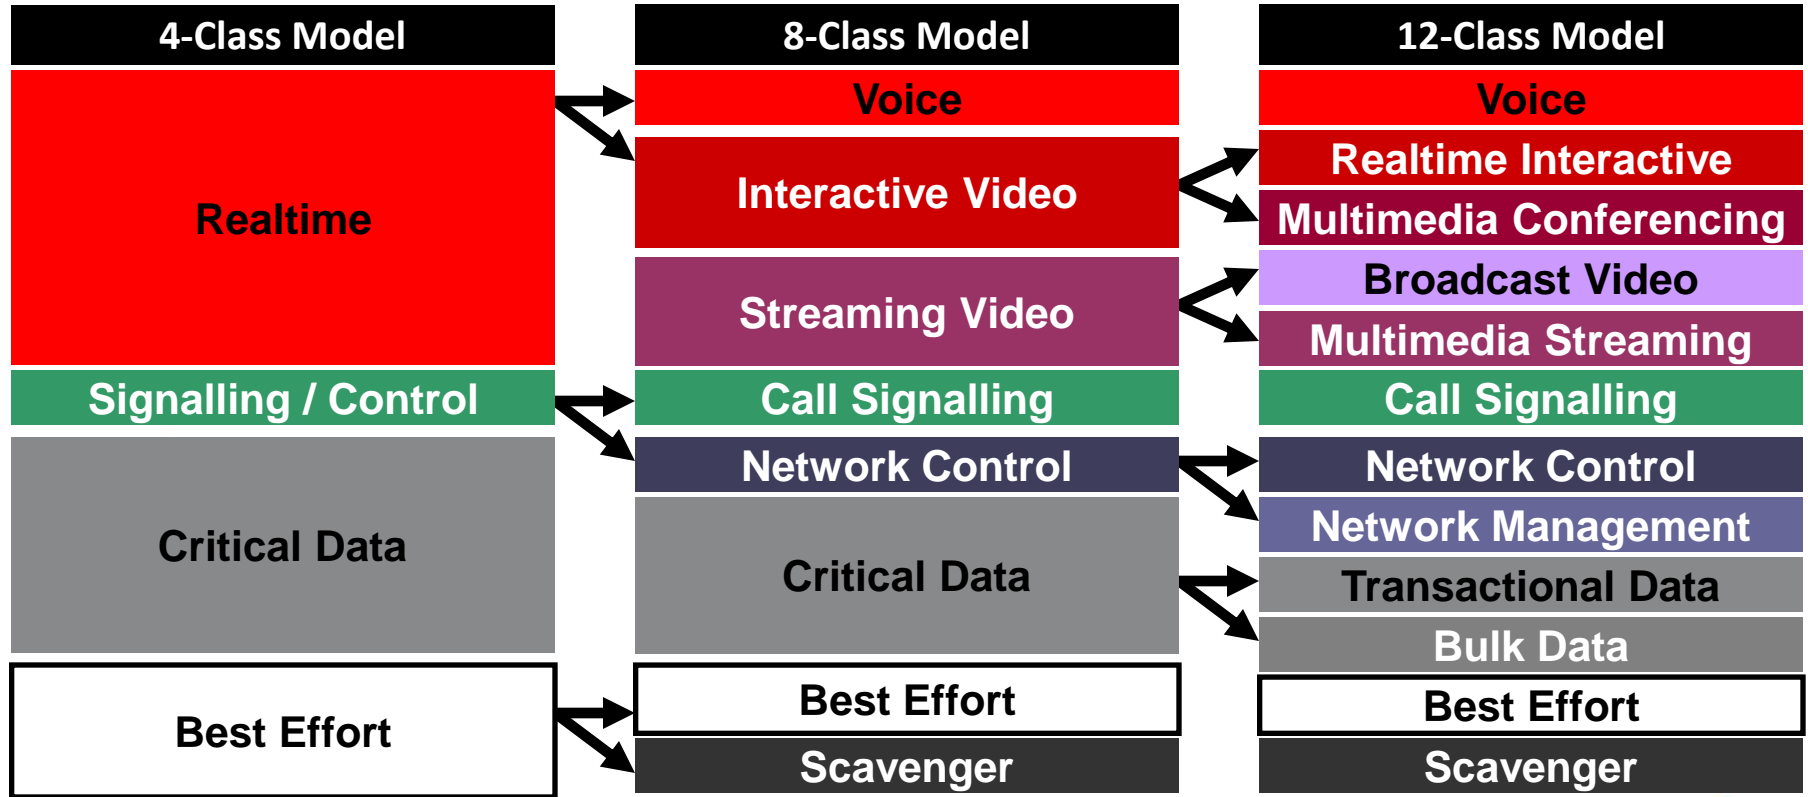 4-Class Model
Realtime
Signalling / Control
Critical Data
Best Effort
8-Class Model
Voice
Interactive Video
Streaming Video
Call Signalling
Network Control
Critical Data
Best Effort
Scavenger
12-Class Model
Voice
Realtime Interactive
Multimedia Conferencing
Broadcast Video
Multimedia Streaming
Call Signalling
Network Control
Network Management
Transactional Data
Bulk Data
Best Effort
Scavenger